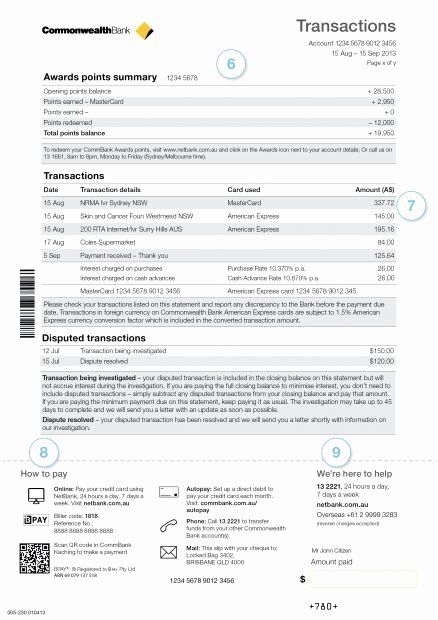 CommonwealthBank
Transactions
Account 1234 5678 9012 3456
15 Aug – 15 Sep 2013
Page x of y
6
Awards points summary 1234 5678
Opening points balance + 28,500
Points earned – MasterCard + 2,950
Points earned – + 0
Points redeemed – 12,000
Total points balance + 19,950
To redeem your CommBank Awards points, visit www.netbank.com.au and click on the Awards icon next to your account details; Or call us on
13 1661, 8am to 8pm, Monday to Friday (Sydney/Melbourne time).
Transactions
Date Transaction details Card used Amount (A$)
15 Aug NRMA Ivr Sydney NSW MasterCard 337.72
7
15 Aug Skin and Cancer Foun Westmead NSW American Express 145.00
15 Aug 200 RTA Internet/Ivr Surry Hills AUS American Express 195.16
17 Aug Coles Supermarket 84.00
5 Sep Payment received – Thank you 125.64
Interest charged on purchases Purchase Rate 10.370% p.a. 26.00
Interest charged on cash advances Cash Advance Rate 10.870% p.a. 26.00
MasterCard 1234 5678 9012 3456 American Express card 1234 5690 9012 345
Please check your transactions listed on this statement and report any discrepancy to the Bank before the payment due
date. Transactions in foreign currency on Commonwealth Bank American Express cards are subject to 1.5% American
Express currency conversion factor which is included in the converted transaction amount.
Disputed transactions
12 Jul Transaction being investigated $150.00
15 Jul Dispute resolved $120.00
Transaction being investigated – your disputed transaction is included in the closing balance on this statement but will
not accrue interest during the investigation. If you are paying the full closing balance to minimise interest, you don't need to
include disputed transactions – simply subtract any disputed transactions from your closing balance and pay that amount.
If you are paying the minimum payment due on this statement, keep paying it as usual. The investigation may take up to 45
days to complete and we will send you a letter with an update as soon as possible.
Dispute resolved – your disputed transaction has been resolved and we will send you a letter shortly with information on
our investigation.
8
How to pay
Online: Pay your credit card using
NetBank, 24 hours a day, 7 days a
week. Visit netbank.com.au
BPAY
Biller code: 1818
Reference No.:
8888 8888 8888 8888
Scan QR code in CommBank
Kaching to make a payment
BPAY® ® Registered to BPAY Pty Ltd
ABN 69 079 137 518
Autopay: Set up a direct debit to
pay your credit card each month.
Visit: commbank.com.au/
autopay
Phone: Call 13 2221 to transfer
funds from your other Commonwealth
Bank account(s).
Mail: This slip with your cheque to:
Locked Bag 3402,
BRISBANE QLD 4000
1234 5678 9012 3456
9
We're here to help
13 2221, 24 hours a day,
7 days a week
netbank.com.au
Overseas +61 2 9999 3283
(reverse charges accepted)
Mr John Citizen
Amount paid
$
+780+
005-230 010413